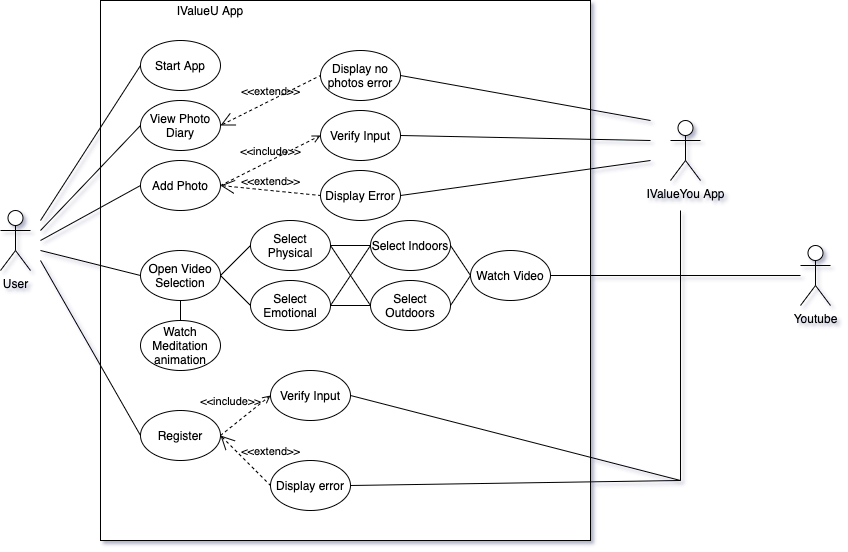 IValueU App
Start App
Display no
photos error
<<extend>>
View Photo
Diary
Verify Input
<<include>>
Add Photo
<<extend>>
Display Error
IValueYou App
User
Select
Physical
Select Indoors
Open Video
Selection
Watch Video
Select
Emotional
Select
Outdoors
Youtube
Watch
Meditation
animation
Verify Input
<<include>>
Register
<<extend>>
Display error